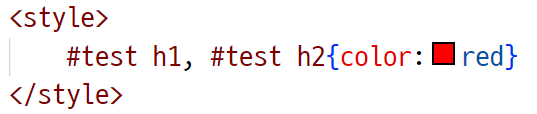 <style>
    #test h1, #test h2{color:red}
</style>